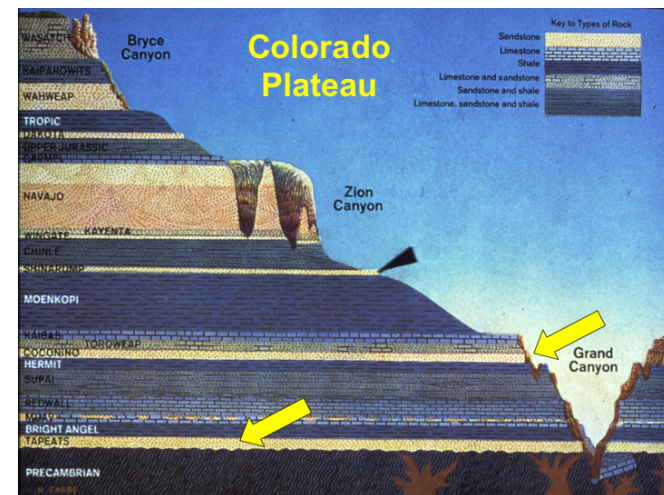 Colorado
Plateau
Bryce
Canyon
Key to Types of Rock
Sandstone
Limestone
Shale
Limestone and sandstone
Sandstone and shale
Limestone, sandstone and shale
WASATCH
KAIPAROWITS
WAHWEAP
TROPIC
DAKOTA
UPPER JURASSIC
CARMEL
NAVAJO
Zion
Canyon
KAYENTA
WINGATE
CHINLE
SHINARUMP
MOENKOPI
KAIBAB
TOROWEAP
COCONINO
Grand
Canyon
HERMIT
SUPAI
REDWALL
MUAV
BRIGHT ANGEL
TAPEATS
PRECAMBRIAN